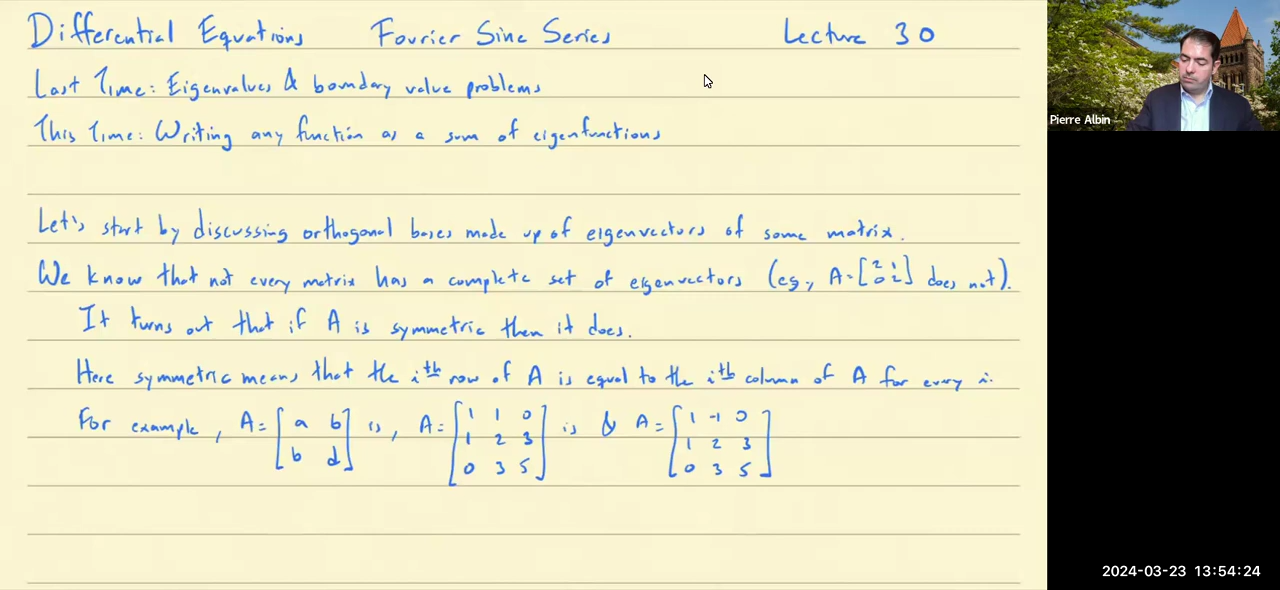 Differential Equations Fourier Sine Series Lecture 30
Last Time: Eigenvalues & boundary value problems
This Time: Writing any function as a sum of eigenfunctions
Let's start by discussing orthogonal bases made up of eigenvectors of some matrix.
We know that not every matrix has a complete set of eigenvectors (eg, A=[2 1; 0 2] does not).
It turns out that if A is symmetric then it does.
Here symmetric means that the ith row of A is equal to the ith column of A for every i.
For example, A=[a b; b d] is, A=[1 1 0; 1 2 3; 0 3 5] is & A=[1 -1 0; 1 2 3; 0 3 5]
Pierre Albin
2024-03-23 13:54:24